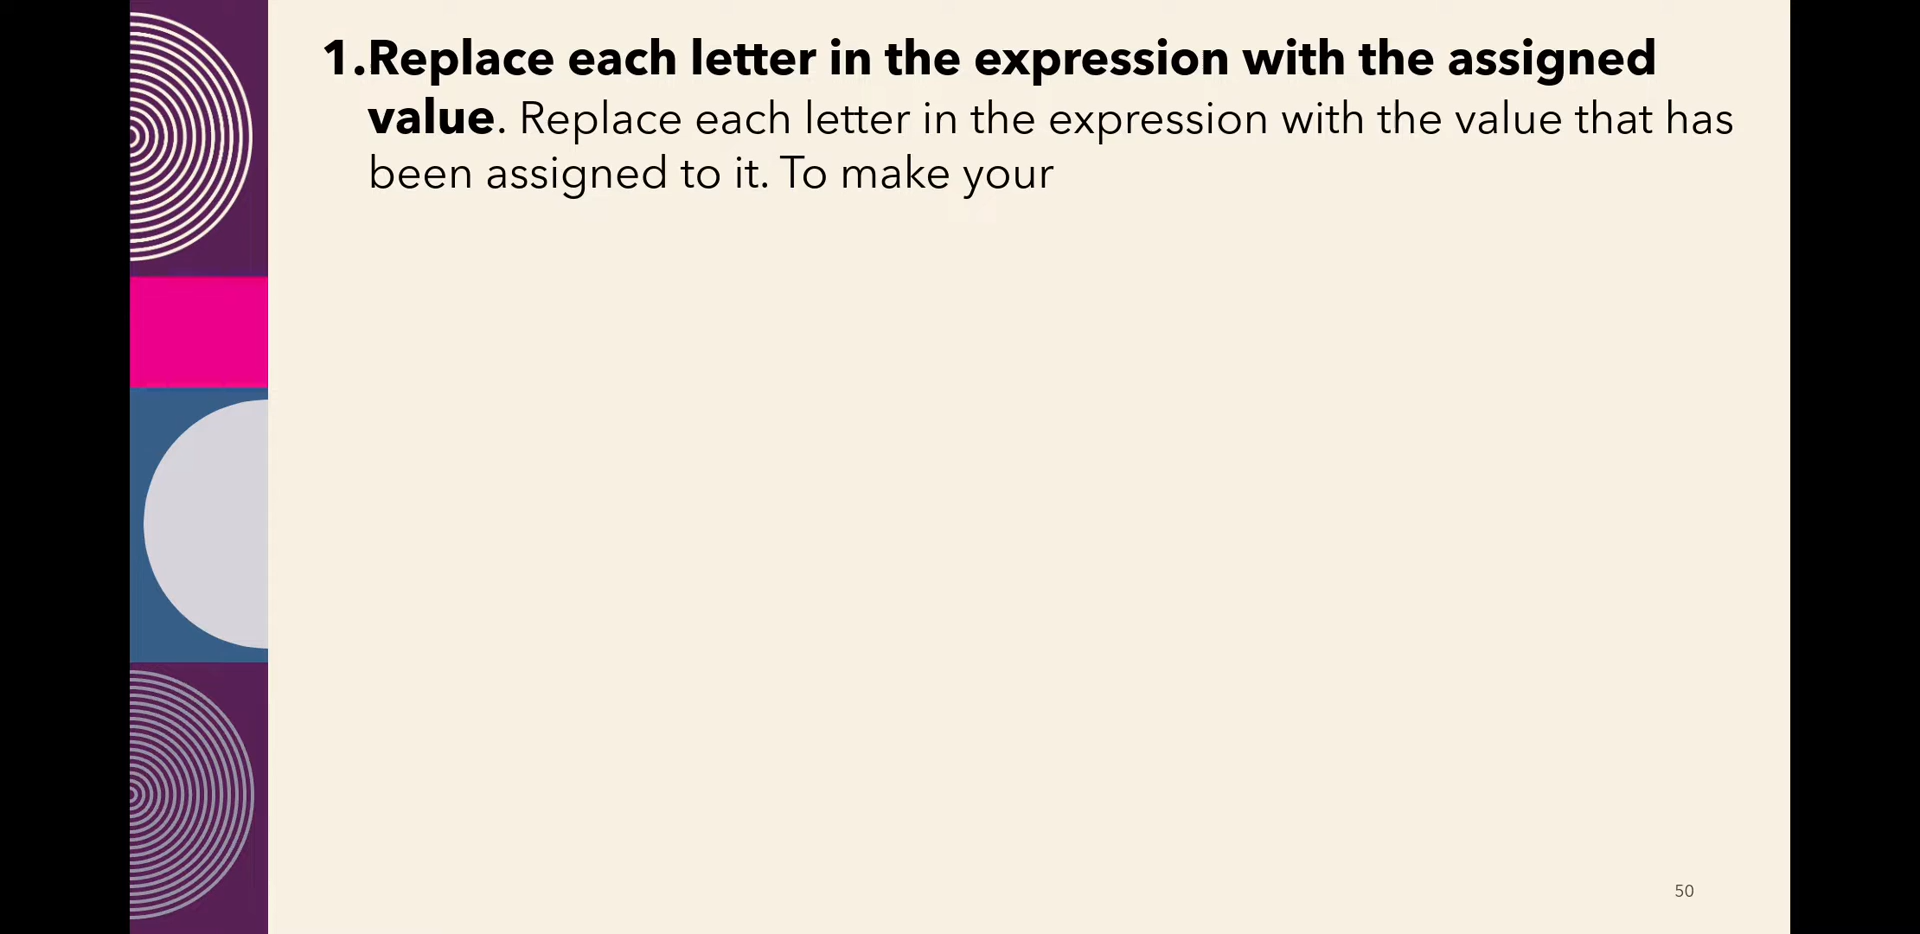 1.Replace each letter in the expression with the assigned
value. Replace each letter in the expression with the value that has
been assigned to it. To make your
50